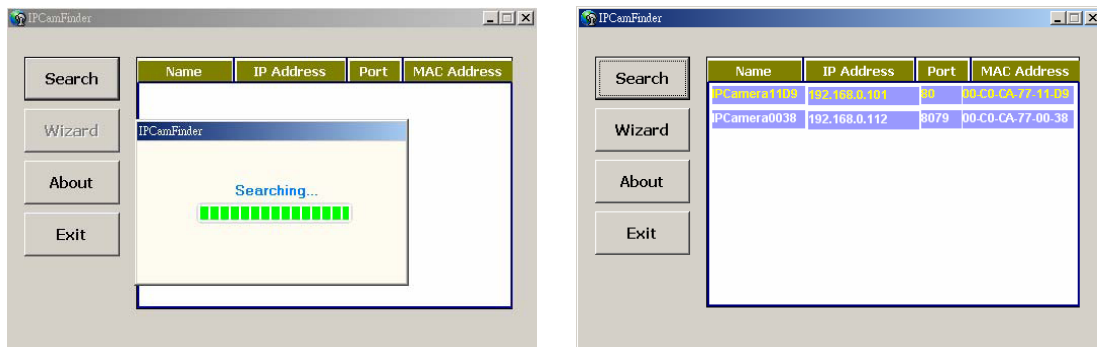 IPCamFinder
Search
Name IP Address Port MAC Address
Wizard
IPCamFinder
Searching...
About
Exit
IPCamFinder
Search
Name IP Address Port MAC Address
IPCamera11D9 192.168.0.101 80 00-C0-CA-77-11-D9
IPCamera0038 192.168.0.112 8079 00-C0-CA-77-00-38
Wizard
About
Exit